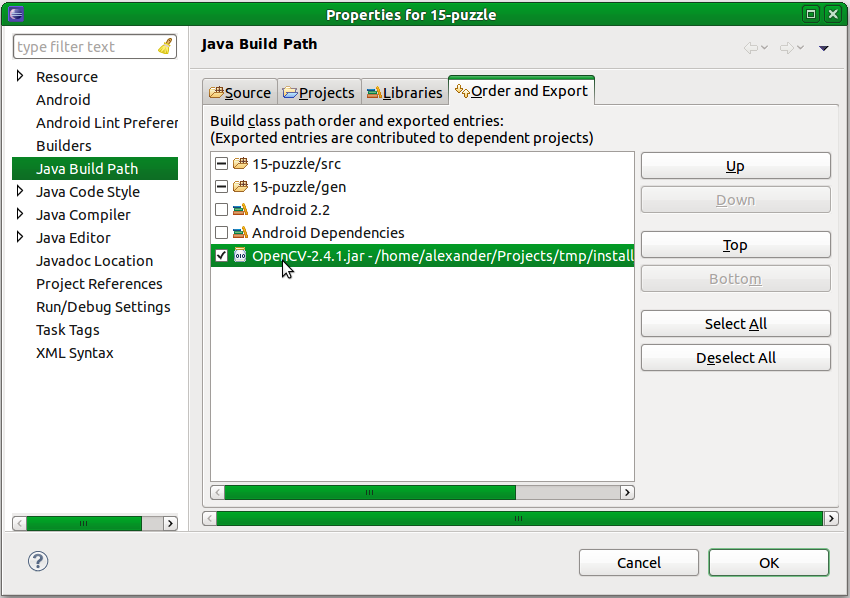 Properties for 15-puzzle
type filter text
Resource
Android
Android Lint Preferen
Builders
Java Build Path
Java Code Style
Java Compiler
Java Editor
Javadoc Location
Project References
Run/Debug Settings
Task Tags
XML Syntax
Java Build Path
Source Projects Libraries Order and Export
Build class path order and exported entries:
(Exported entries are contributed to dependent projects)
15-puzzle/src
15-puzzle/gen
Android 2.2
Android Dependencies
OpenCV-2.4.1.jar - /home/alexander/Projects/tmp/install
Up
Down
Top
Bottom
Select All
Deselect All
?
Cancel
OK